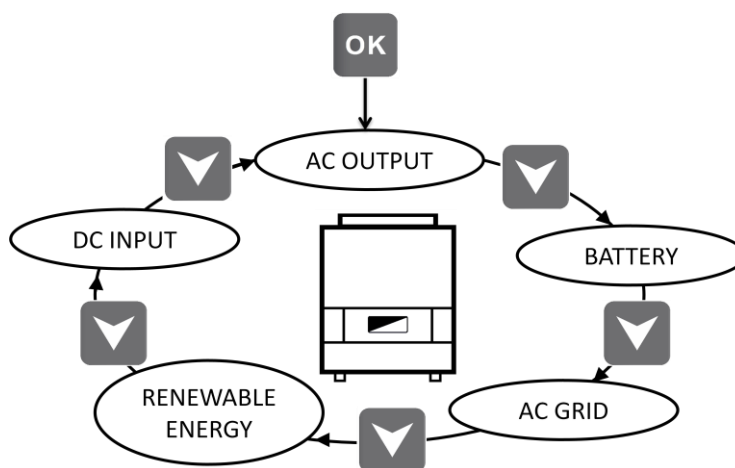 OK
AC OUTPUT
DC INPUT
BATTERY
RENEWABLE
ENERGY
AC GRID